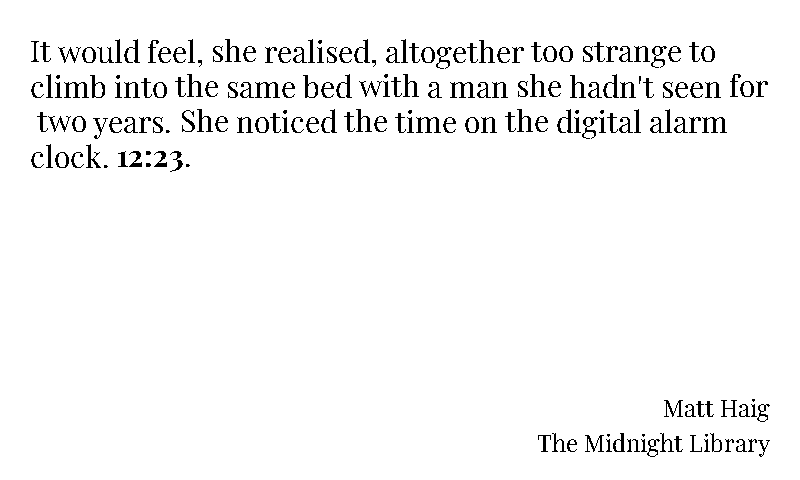 It would feel, she realised, altogether too strange to
climb into the same bed with a man she hadn't seen for
two years. She noticed the time on the digital alarm
clock. 12:23.
Matt Haig
The Midnight Library